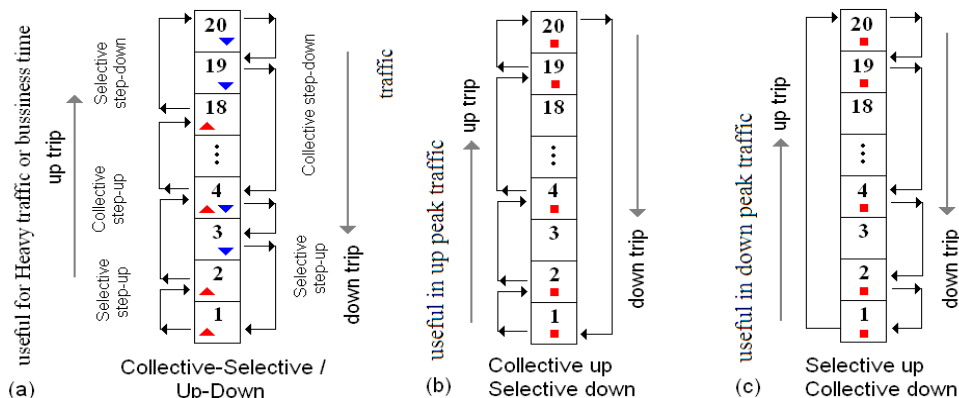 useful for Heavy traffic or bussiness time
up trip
Selective
step-down
Collective
step-up
Selective
step-up
20
19
18
⋮
4
3
2
1
Collective step-down
Selective
step-up
down trip
traffic
(a)
Collective-Selective /
Up-Down
useful in up peak traffic
up trip
20
19
18
⋮
4
3
2
1
down trip
(b)
Collective up
Selective down
useful in down peak traffic
up trip
20
19
18
⋮
4
3
2
1
down trip
(c)
Selective up
Collective down